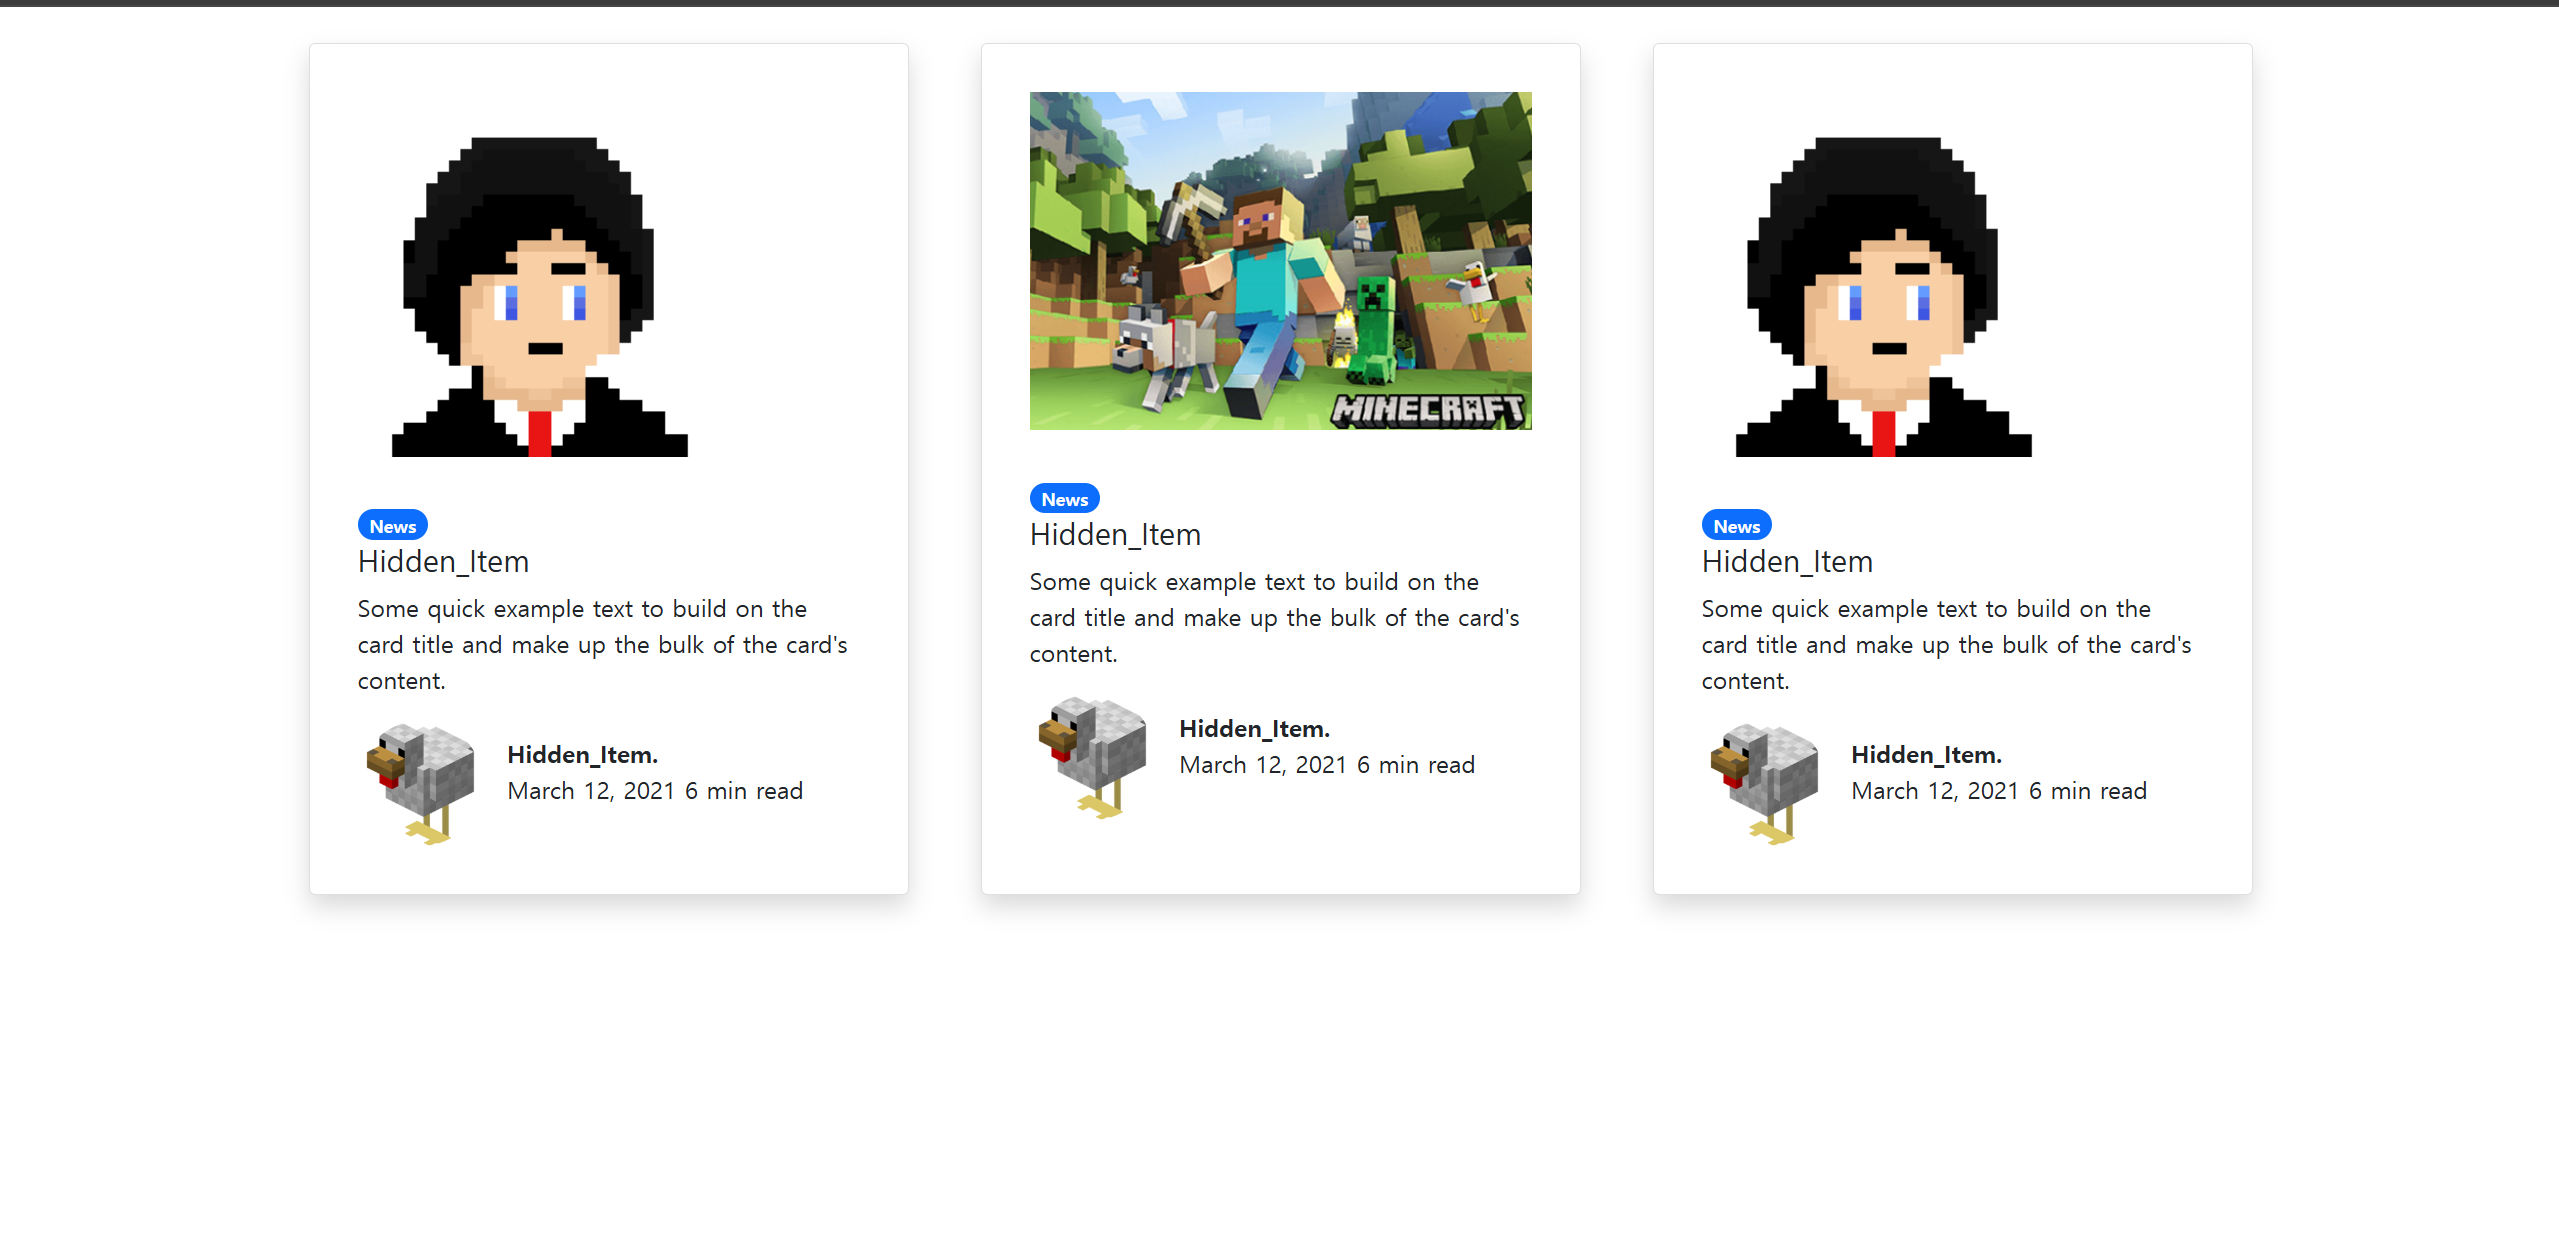 News
Hidden_Item
Some quick example text to build on the
card title and make up the bulk of the card's
content.
Hidden_Item.
March 12, 2021 6 min read
MINECRAFT
News
Hidden_Item
Some quick example text to build on the
card title and make up the bulk of the card's
content.
Hidden_Item.
March 12, 2021 6 min read
News
Hidden_Item
Some quick example text to build on the
card title and make up the bulk of the card's
content.
Hidden_Item.
March 12, 2021 6 min read